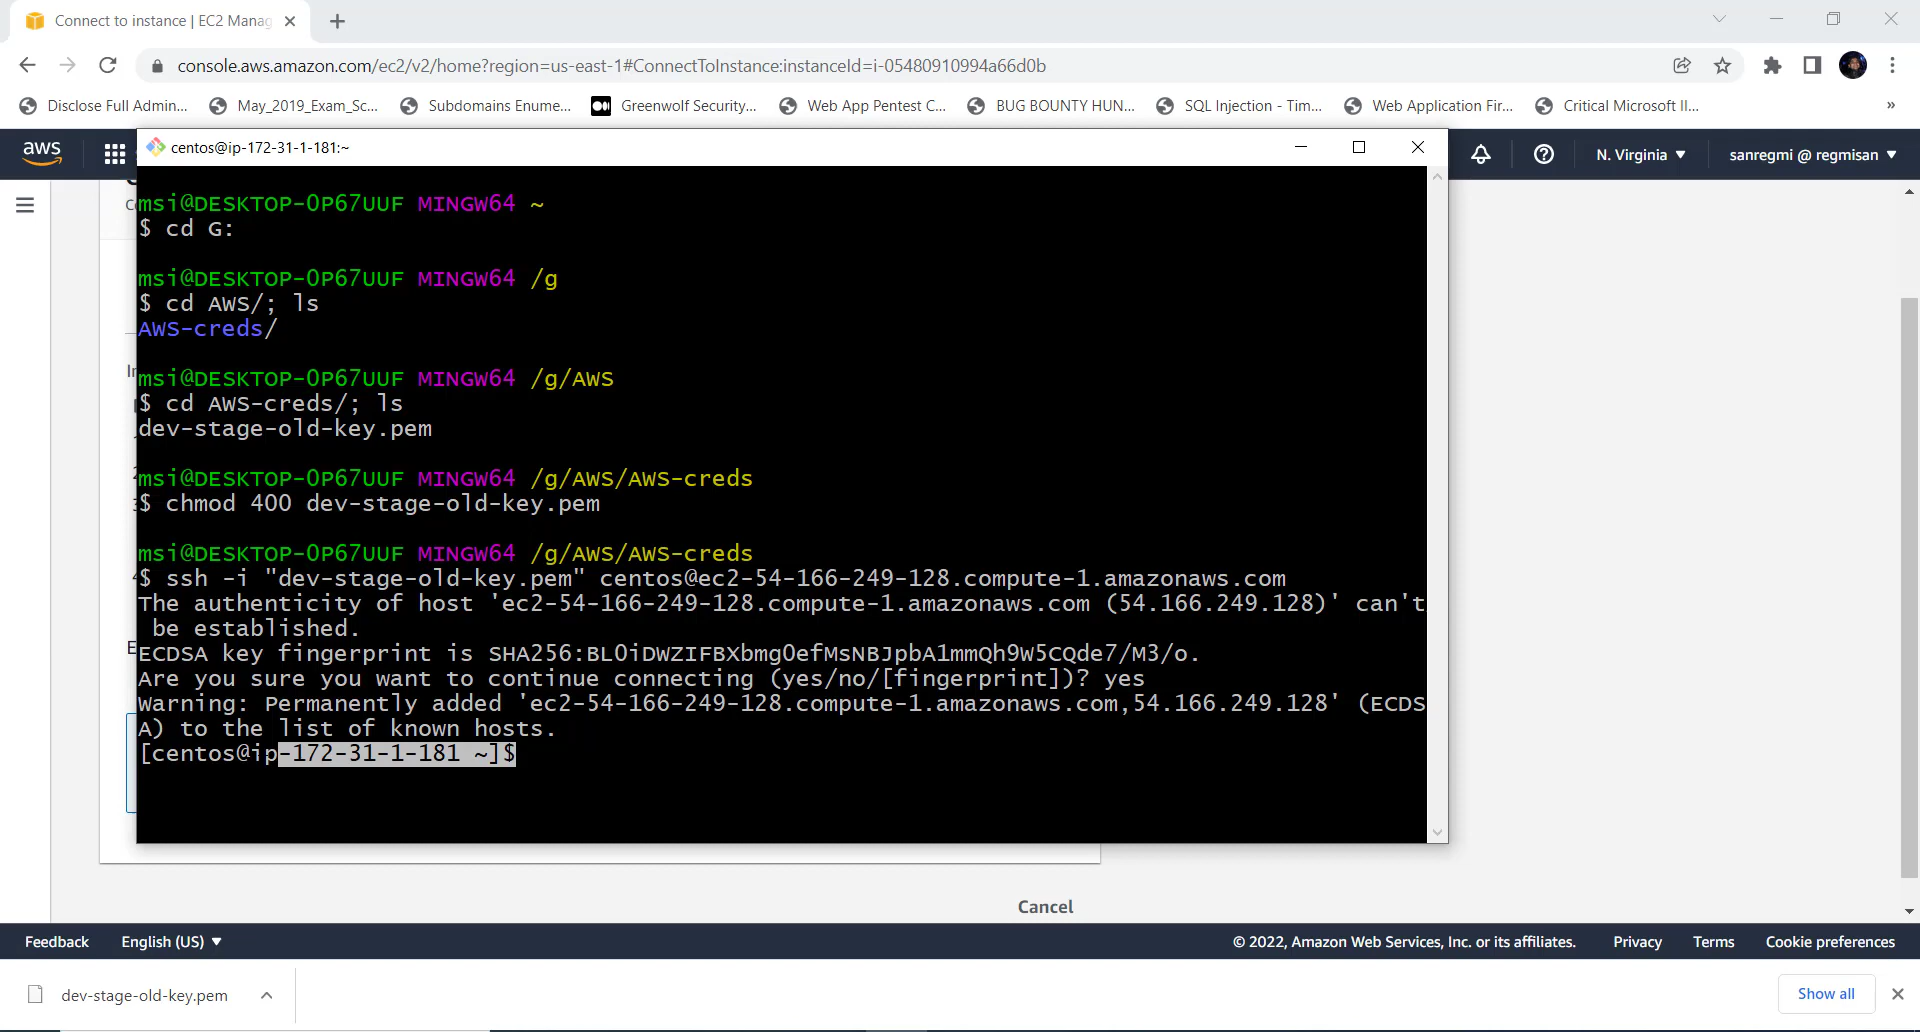 Connect to instance | EC2 Manag
console.aws.amazon.com/ec2/v2/home?region=us-east-1#ConnectToInstance:instanceId=i-05480910994a66d0b
Disclose Full Admin... May_2019_Exam_Sc... Subdomains Enume... Greenwolf Security... Web App Pentest C... BUG BOUNTY HUN... SQL Injection - Tim... Web Application Fir... Critical Microsoft II... »
aws
centos@ip-172-31-1-181:~
N. Virginia sanregmi @ regmisan
msi@DESKTOP-0P67UUF MINGW64 ~
$ cd G:
msi@DESKTOP-0P67UUF MINGW64 /g
$ cd AWS/; ls
AWS-creds/
msi@DESKTOP-0P67UUF MINGW64 /g/AWS
$ cd AWS-creds/; ls
dev-stage-old-key.pem
msi@DESKTOP-0P67UUF MINGW64 /g/AWS/AWS-creds
$ chmod 400 dev-stage-old-key.pem
msi@DESKTOP-0P67UUF MINGW64 /g/AWS/AWS-creds
$ ssh -i "dev-stage-old-key.pem" centos@ec2-54-166-249-128.compute-1.amazonaws.com
The authenticity of host 'ec2-54-166-249-128.compute-1.amazonaws.com (54.166.249.128)' can't
be established.
ECDSA key fingerprint is SHA256:BLOiDWZIFBXbmgOefMsNBJpbA1mmQh9W5CQde7/M3/o.
Are you sure you want to continue connecting (yes/no/[fingerprint])? yes
Warning: Permanently added 'ec2-54-166-249-128.compute-1.amazonaws.com,54.166.249.128' (ECDS
A) to the list of known hosts.
[centos@ip-172-31-1-181 ~]$
Cancel
Feedback English (US) © 2022, Amazon Web Services, Inc. or its affiliates. Privacy Terms Cookie preferences
dev-stage-old-key.pem Show all